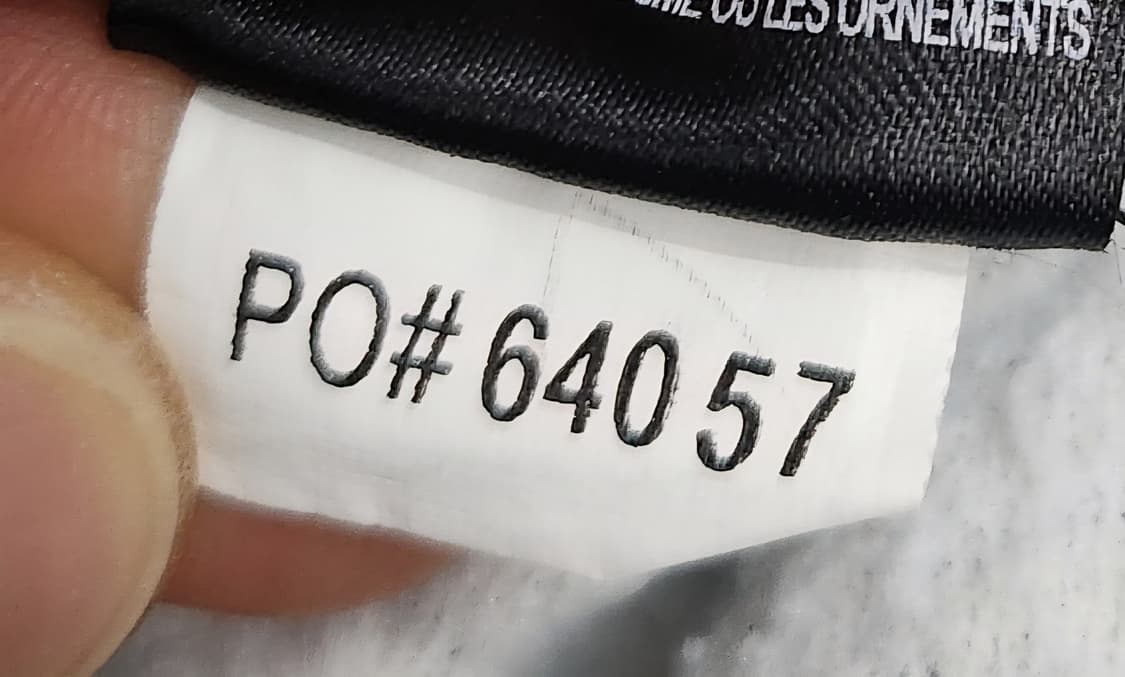 OU LES ORNEMENTS
PO# 64057